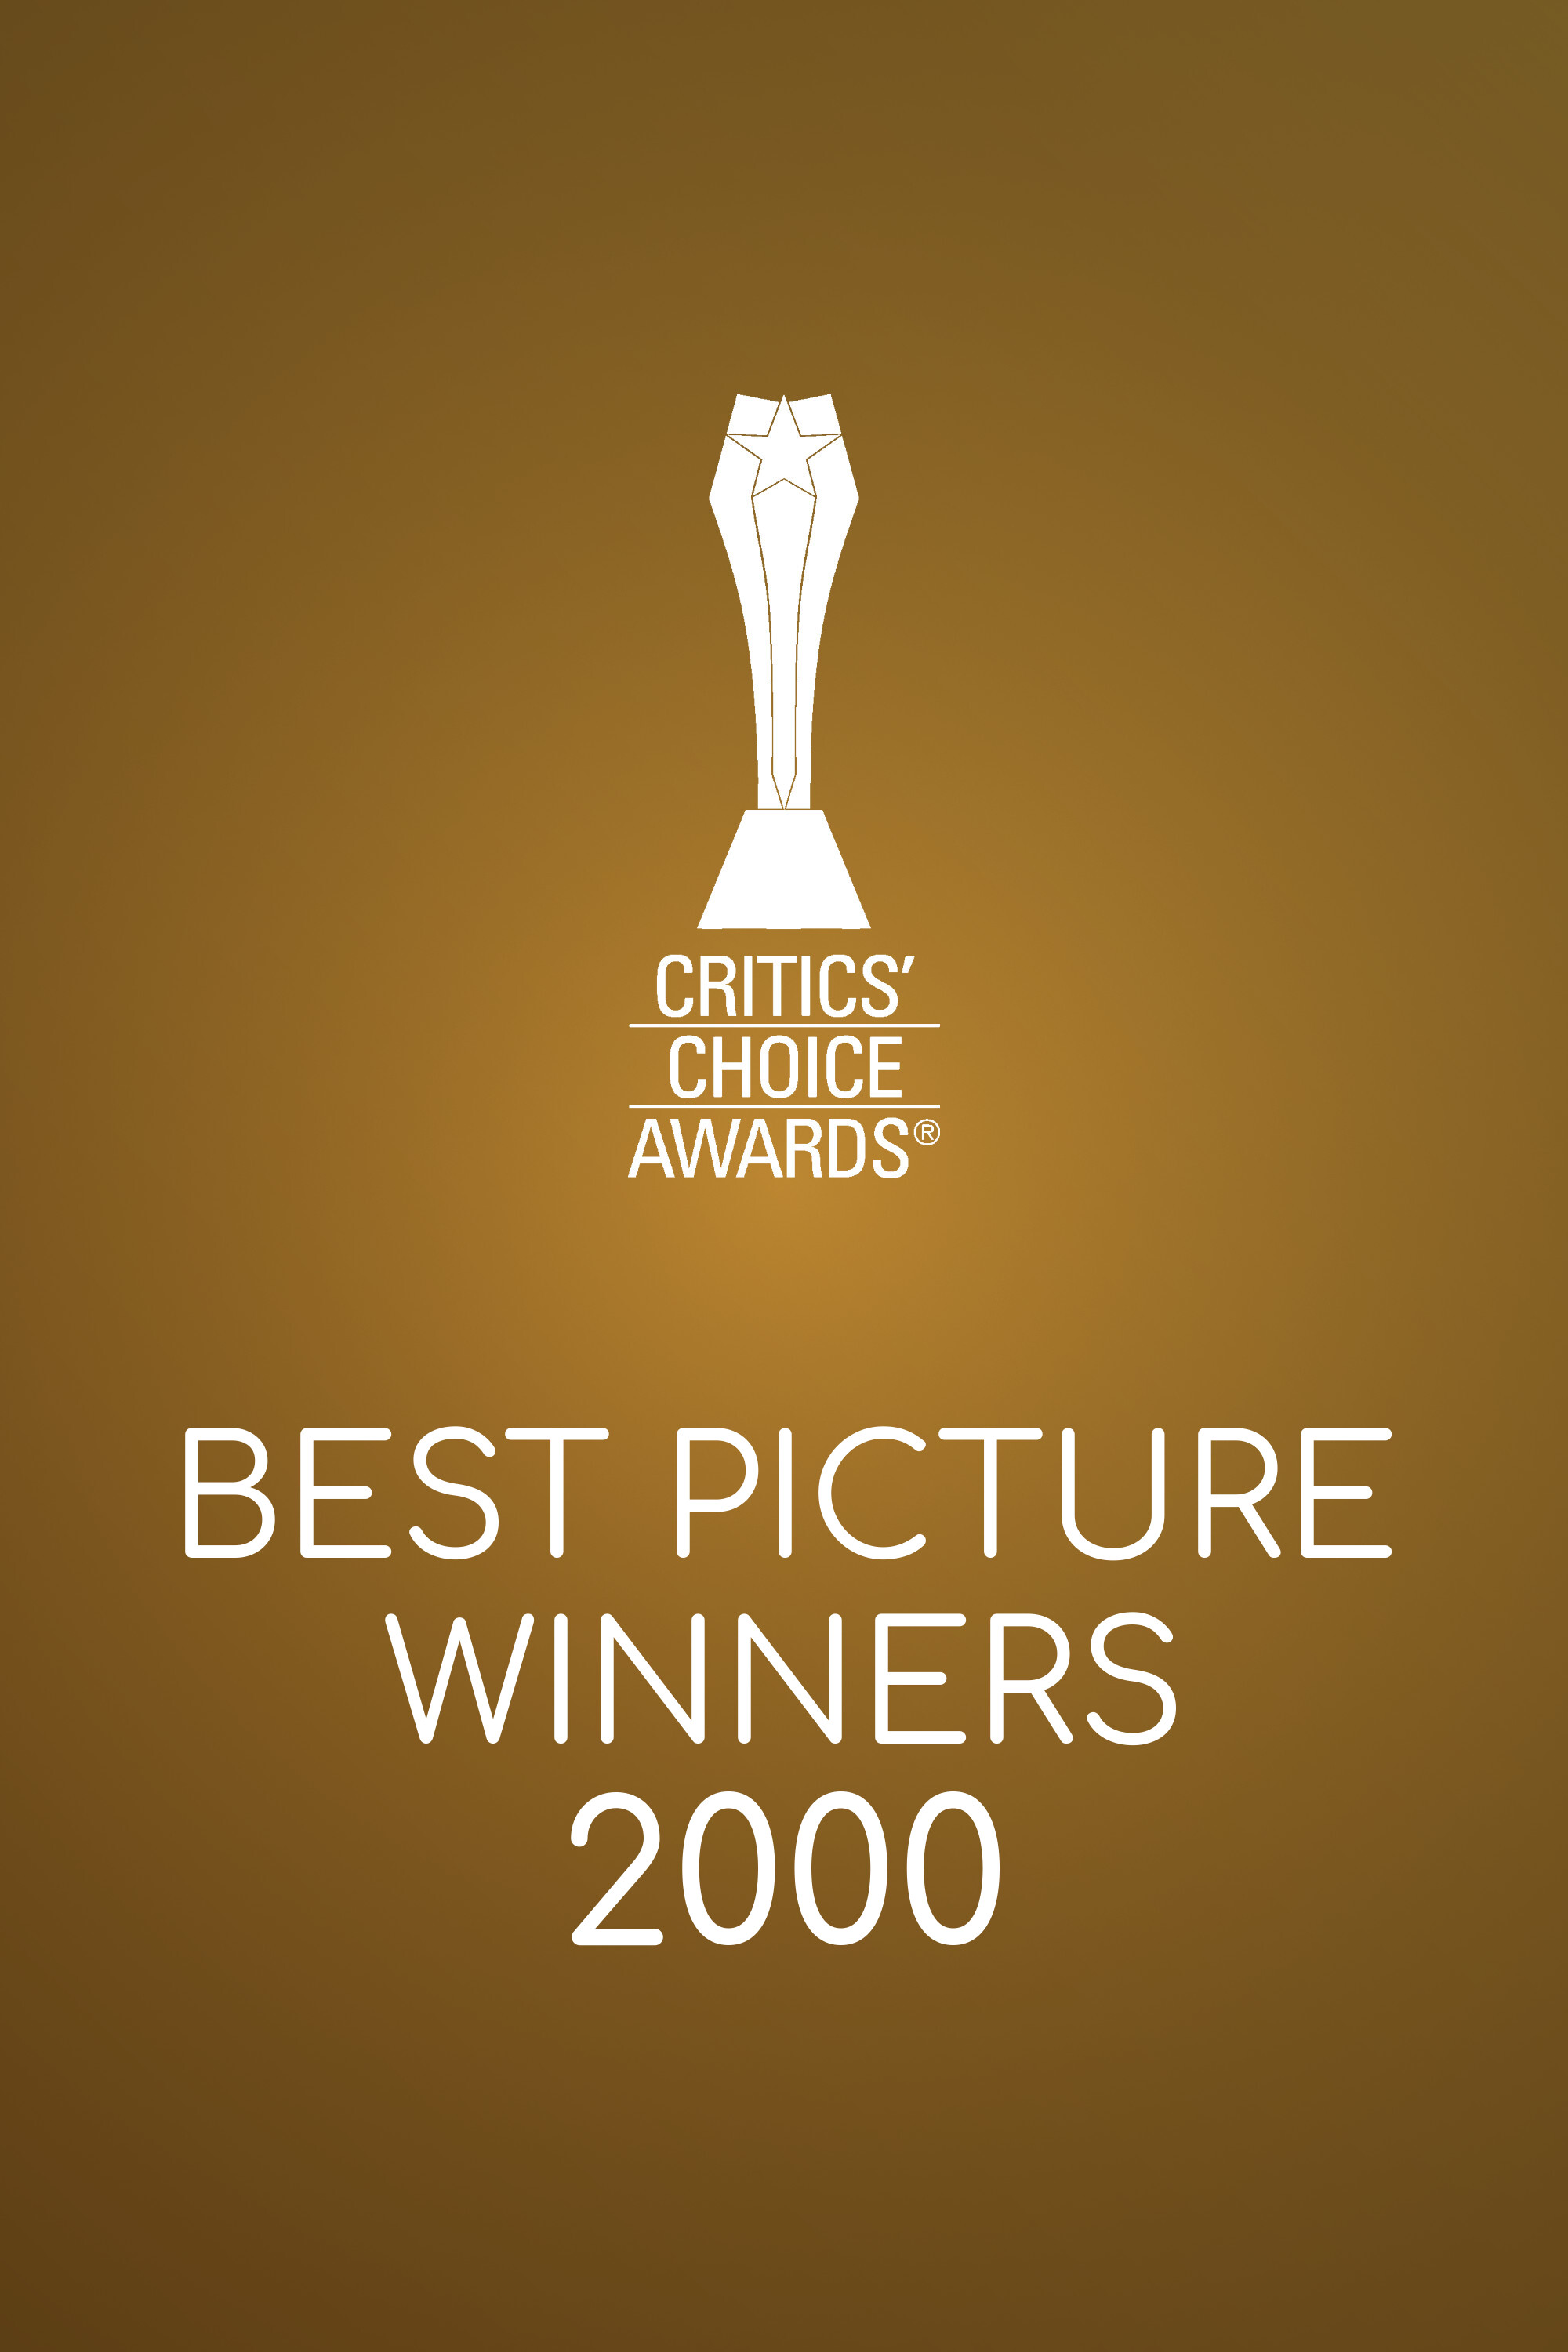 CRITICS'
CHOICE
AWARDS®
BEST PICTURE
WINNERS
2000